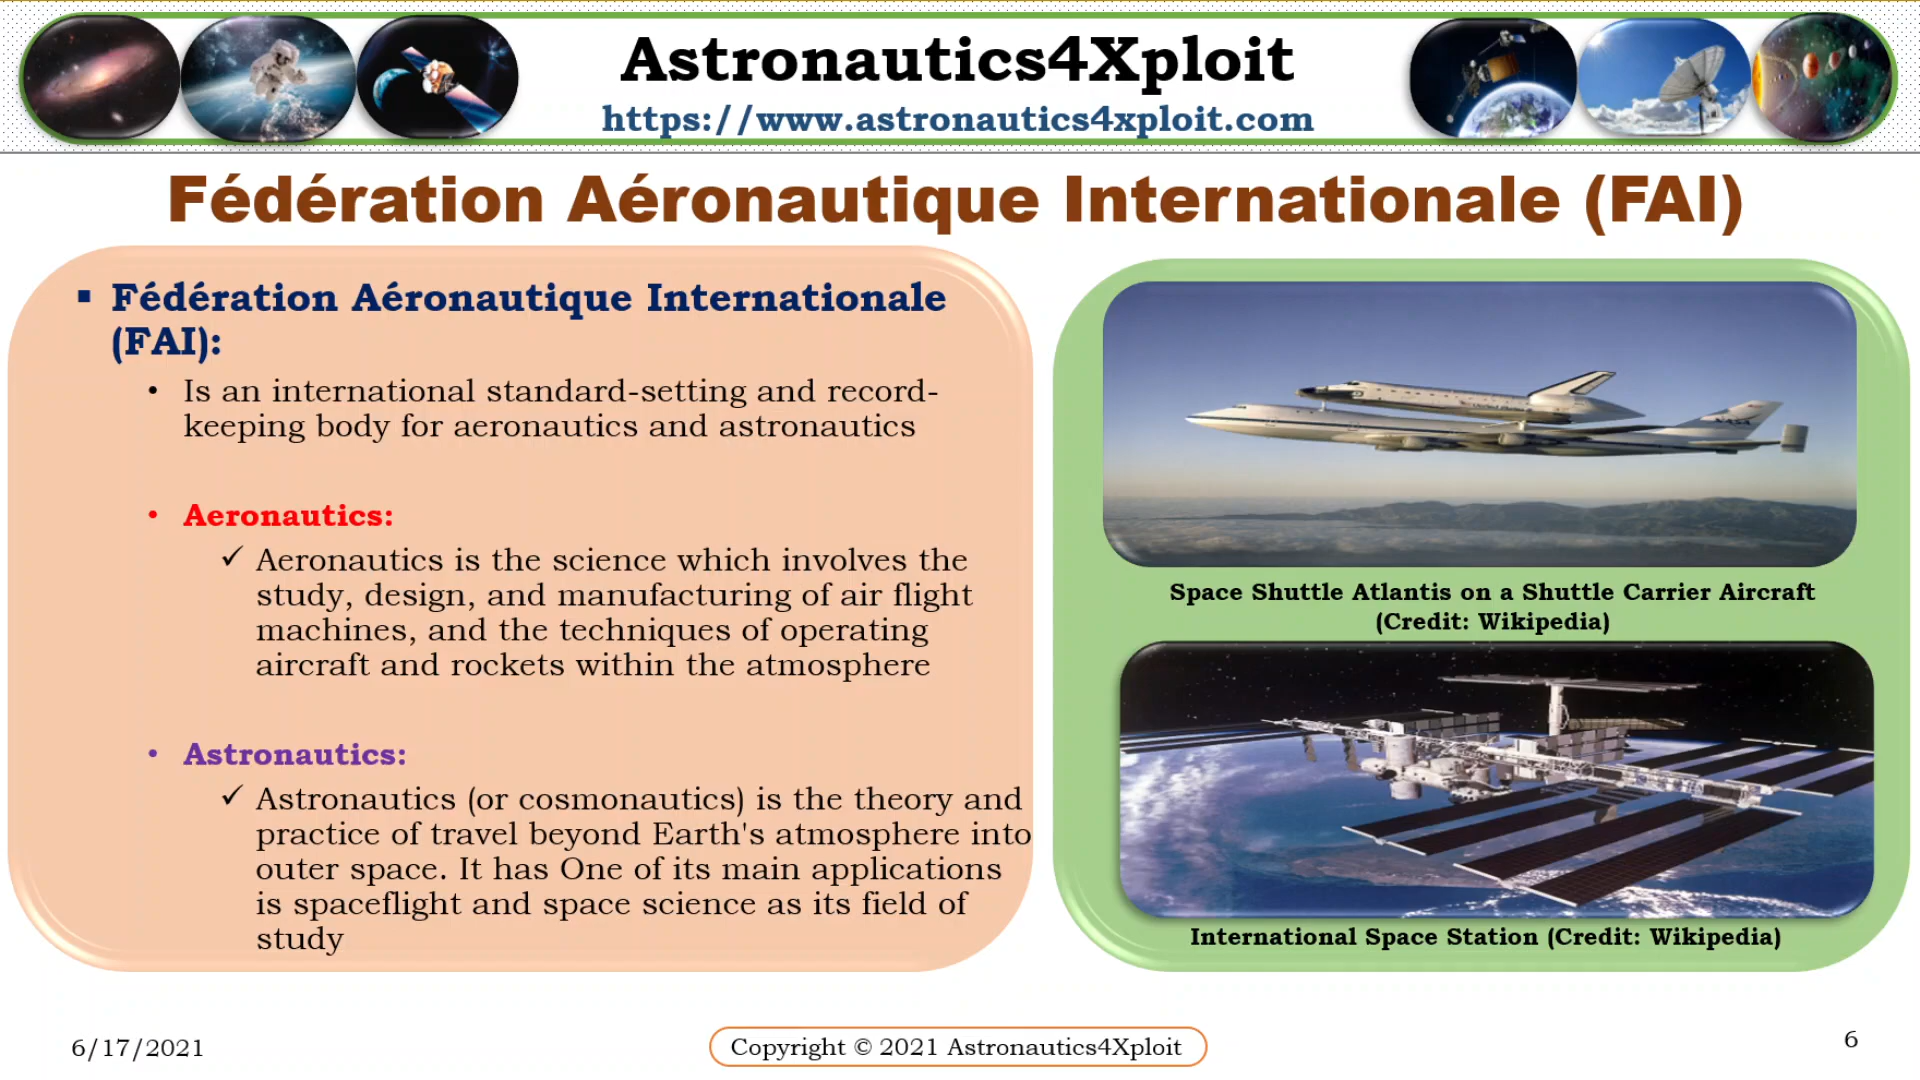 Astronautics4Xploit
https://www.astronautics4xploit.com
Fédération Aéronautique Internationale (FAI)
▪ Fédération Aéronautique Internationale
(FAI):
• Is an international standard-setting and record-
keeping body for aeronautics and astronautics
• Aeronautics:
✓ Aeronautics is the science which involves the
study, design, and manufacturing of air flight
machines, and the techniques of operating
aircraft and rockets within the atmosphere
• Astronautics:
✓ Astronautics (or cosmonautics) is the theory and
practice of travel beyond Earth's atmosphere into
outer space. It has One of its main applications
is spaceflight and space science as its field of
study
NASA
Space Shuttle Atlantis on a Shuttle Carrier Aircraft
(Credit: Wikipedia)
International Space Station (Credit: Wikipedia)
6/17/2021
Copyright © 2021 Astronautics4Xploit
6